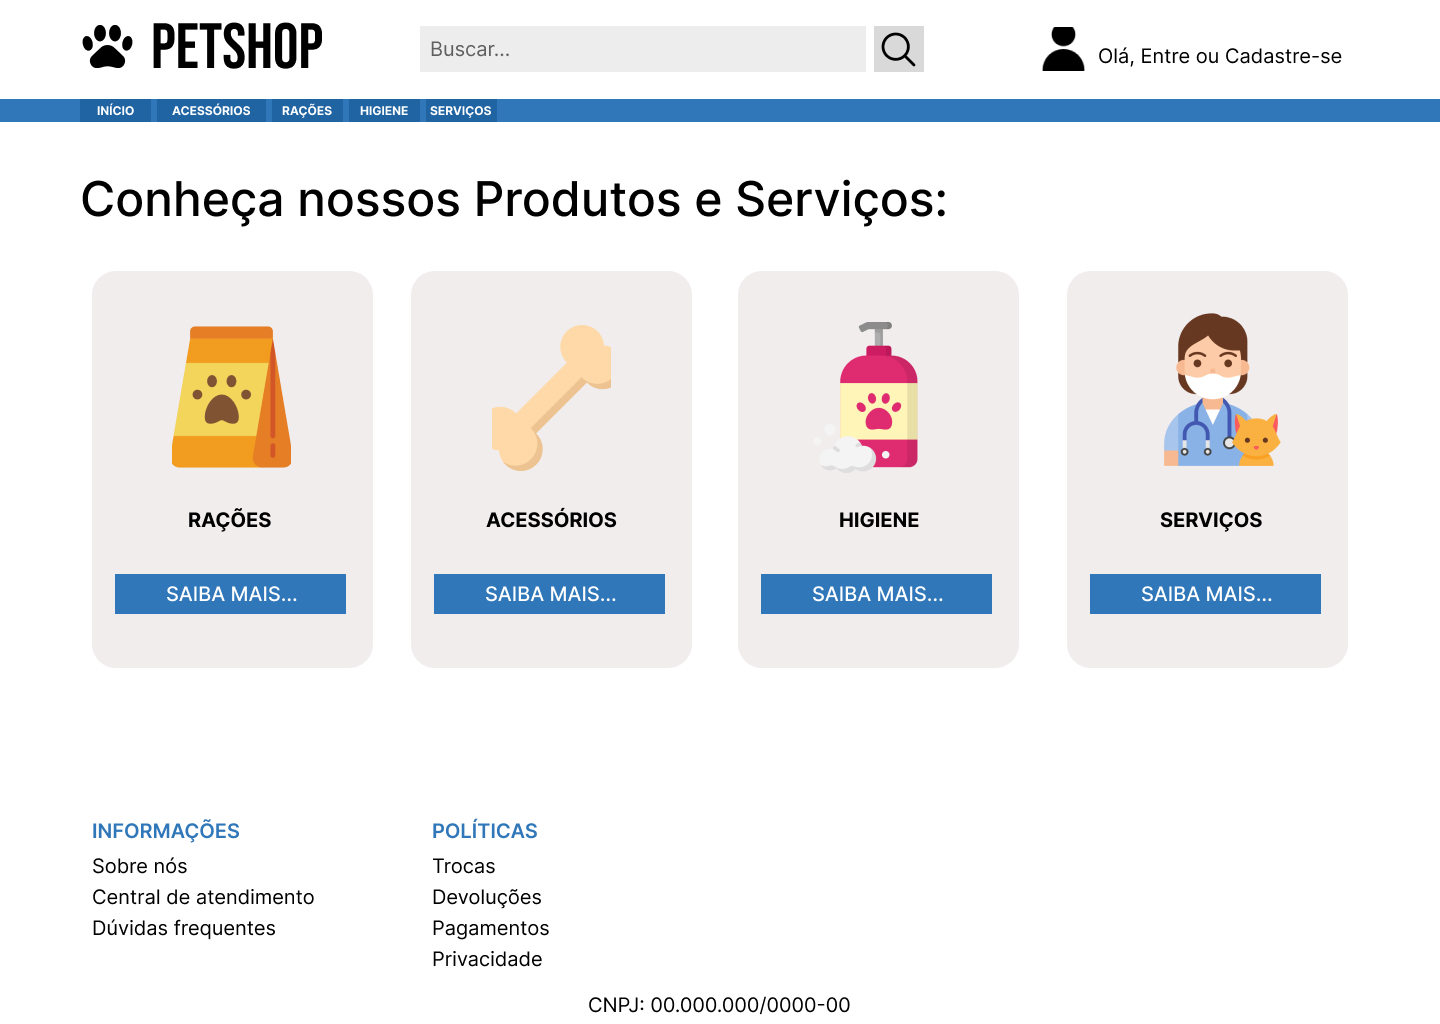 PETSHOP
Buscar...
Olá, Entre ou Cadastre-se
INÍCIO
ACESSÓRIOS
RAÇÕES
HIGIENE
SERVIÇOS
Conheça nossos Produtos e Serviços:
RAÇÕES
SAIBA MAIS...
ACESSÓRIOS
SAIBA MAIS...
HIGIENE
SAIBA MAIS...
SERVIÇOS
SAIBA MAIS...
INFORMAÇÕES
Sobre nós
Central de atendimento
Dúvidas frequentes
POLÍTICAS
Trocas
Devoluções
Pagamentos
Privacidade
CNPJ: 00.000.000/0000-00